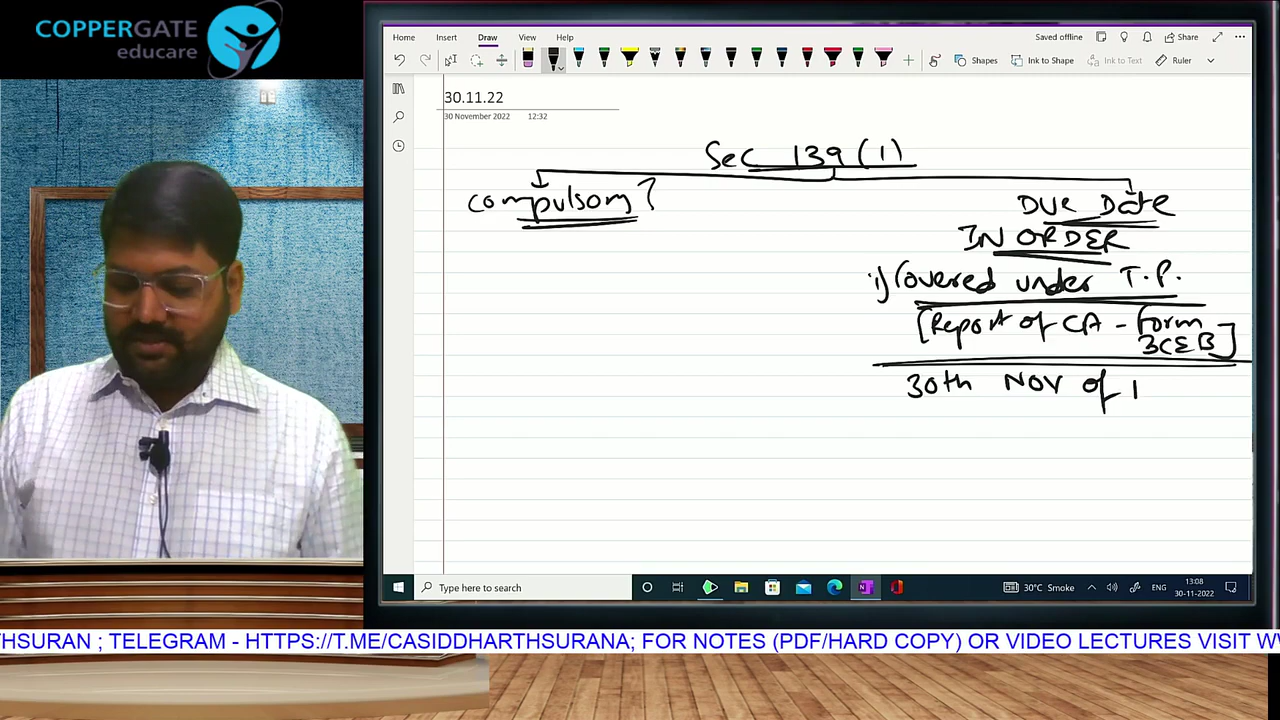 COPPERGATE
educare
Home Insert Draw View Help
Saved offline
Share
Shapes
Ink to Shape
Ink to Text
Ruler
30.11.22
30 November 2022 12:32
Sec 139(1)
compulsory?
Due Date
IN ORDER
i) Covered under T.P.
[Report of CA - Form
3CEB]
30th NOV of
Type here to search
30°C Smoke
ENG
13:08
30-11-2022
HSURAN ; TELEGRAM - HTTPS://T.ME/CASIDDHARTHSURANA; FOR NOTES (PDF/HARD COPY) OR VIDEO LECTURES VISIT W